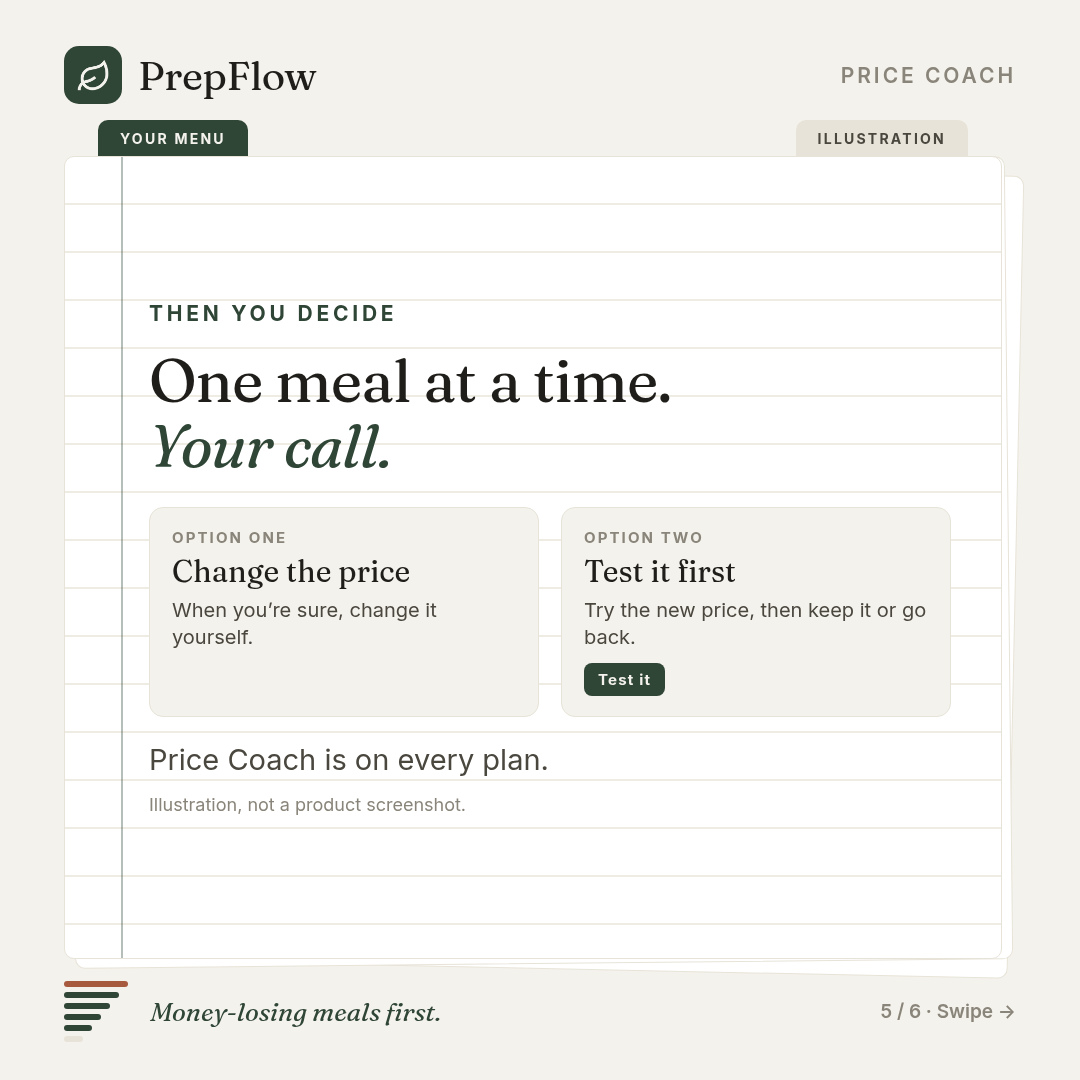 PrepFlow
PRICE COACH
YOUR MENU
ILLUSTRATION
THEN YOU DECIDE
One meal at a time.
Your call.
OPTION ONE
Change the price
When you’re sure, change it
yourself.
OPTION TWO
Test it first
Try the new price, then keep it or go
back.
Test it
Price Coach is on every plan.
Illustration, not a product screenshot.
Money-losing meals first.
5 / 6 · Swipe →